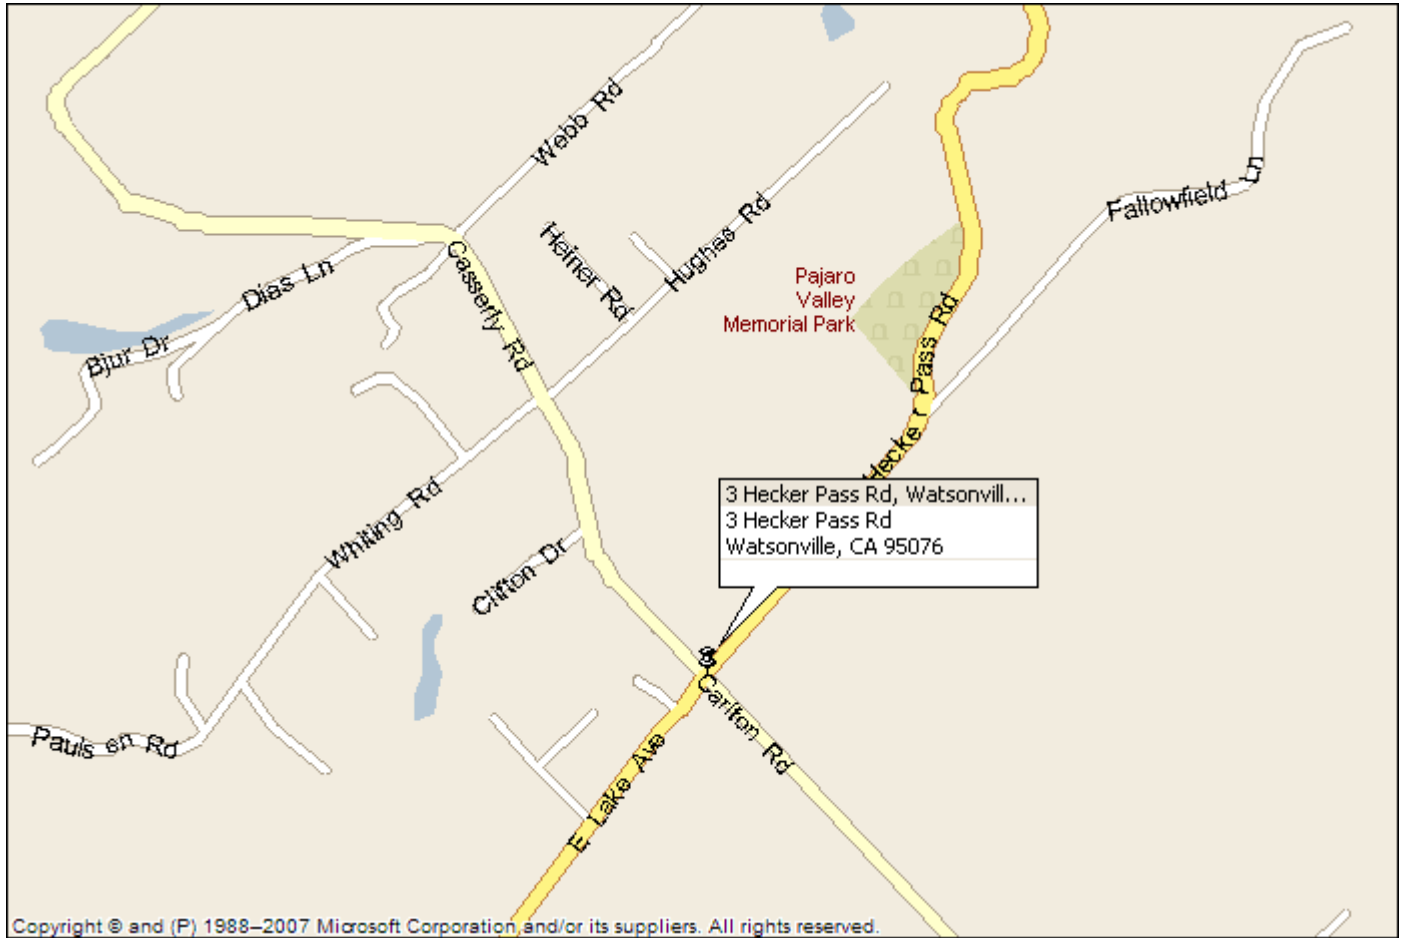 Webb Rd
Heiner Rd
Hughes Rd
Fallowfield Ln
Casserly Rd
Dias Ln
Bjur Dr
Pajaro
Valley
Memorial Park
Hecker Pass Rd
Whiting Rd
Clifton Dr
3 Hecker Pass Rd, Watsonvill...
3 Hecker Pass Rd
Watsonville, CA 95076
Carlton Rd
Paulsen Rd
E Lake Ave
Copyright © and (P) 1988–2007 Microsoft Corporation and/or its suppliers. All rights reserved.